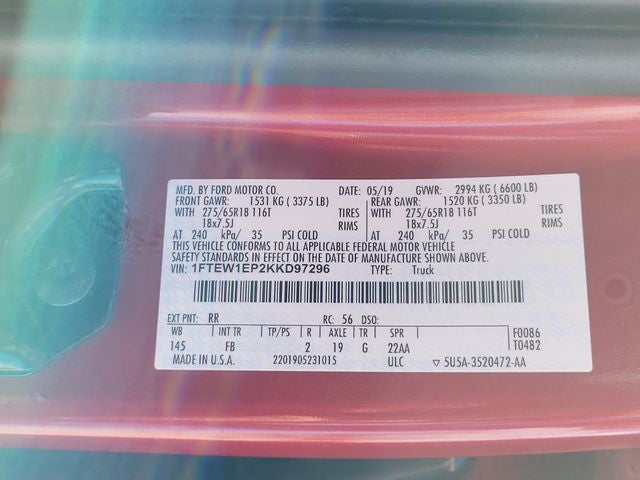 MFD. BY FORD MOTOR CO. DATE: 05/19 GVWR: 2994 KG ( 6600 LB)
FRONT GAWR: 1531 KG ( 3375 LB) REAR GAWR: 1520 KG ( 3350 LB)
WITH 275/65R18 116T TIRES WITH 275/65R18 116T TIRES
18x7.5J RIMS 18x7.5J RIMS
AT 240 kPa/ 35 PSI COLD AT 240 kPa/ 35 PSI COLD
THIS VEHICLE CONFORMS TO ALL APPLICABLE FEDERAL MOTOR VEHICLE
SAFETY STANDARDS IN EFFECT ON THE DATE OF MANUFACTURE SHOWN ABOVE.
VIN: 1FTEW1EP2KKD97296 TYPE: Truck
EXT PNT: RR RC: 56 DSO:
WB INT TR TP/PS R AXLE TR SPR F0086
145 FB 2 19 G 22AA T0482
MADE IN U.S.A. 2201905231015 ULC ▽ 5U5A-3520472-AA